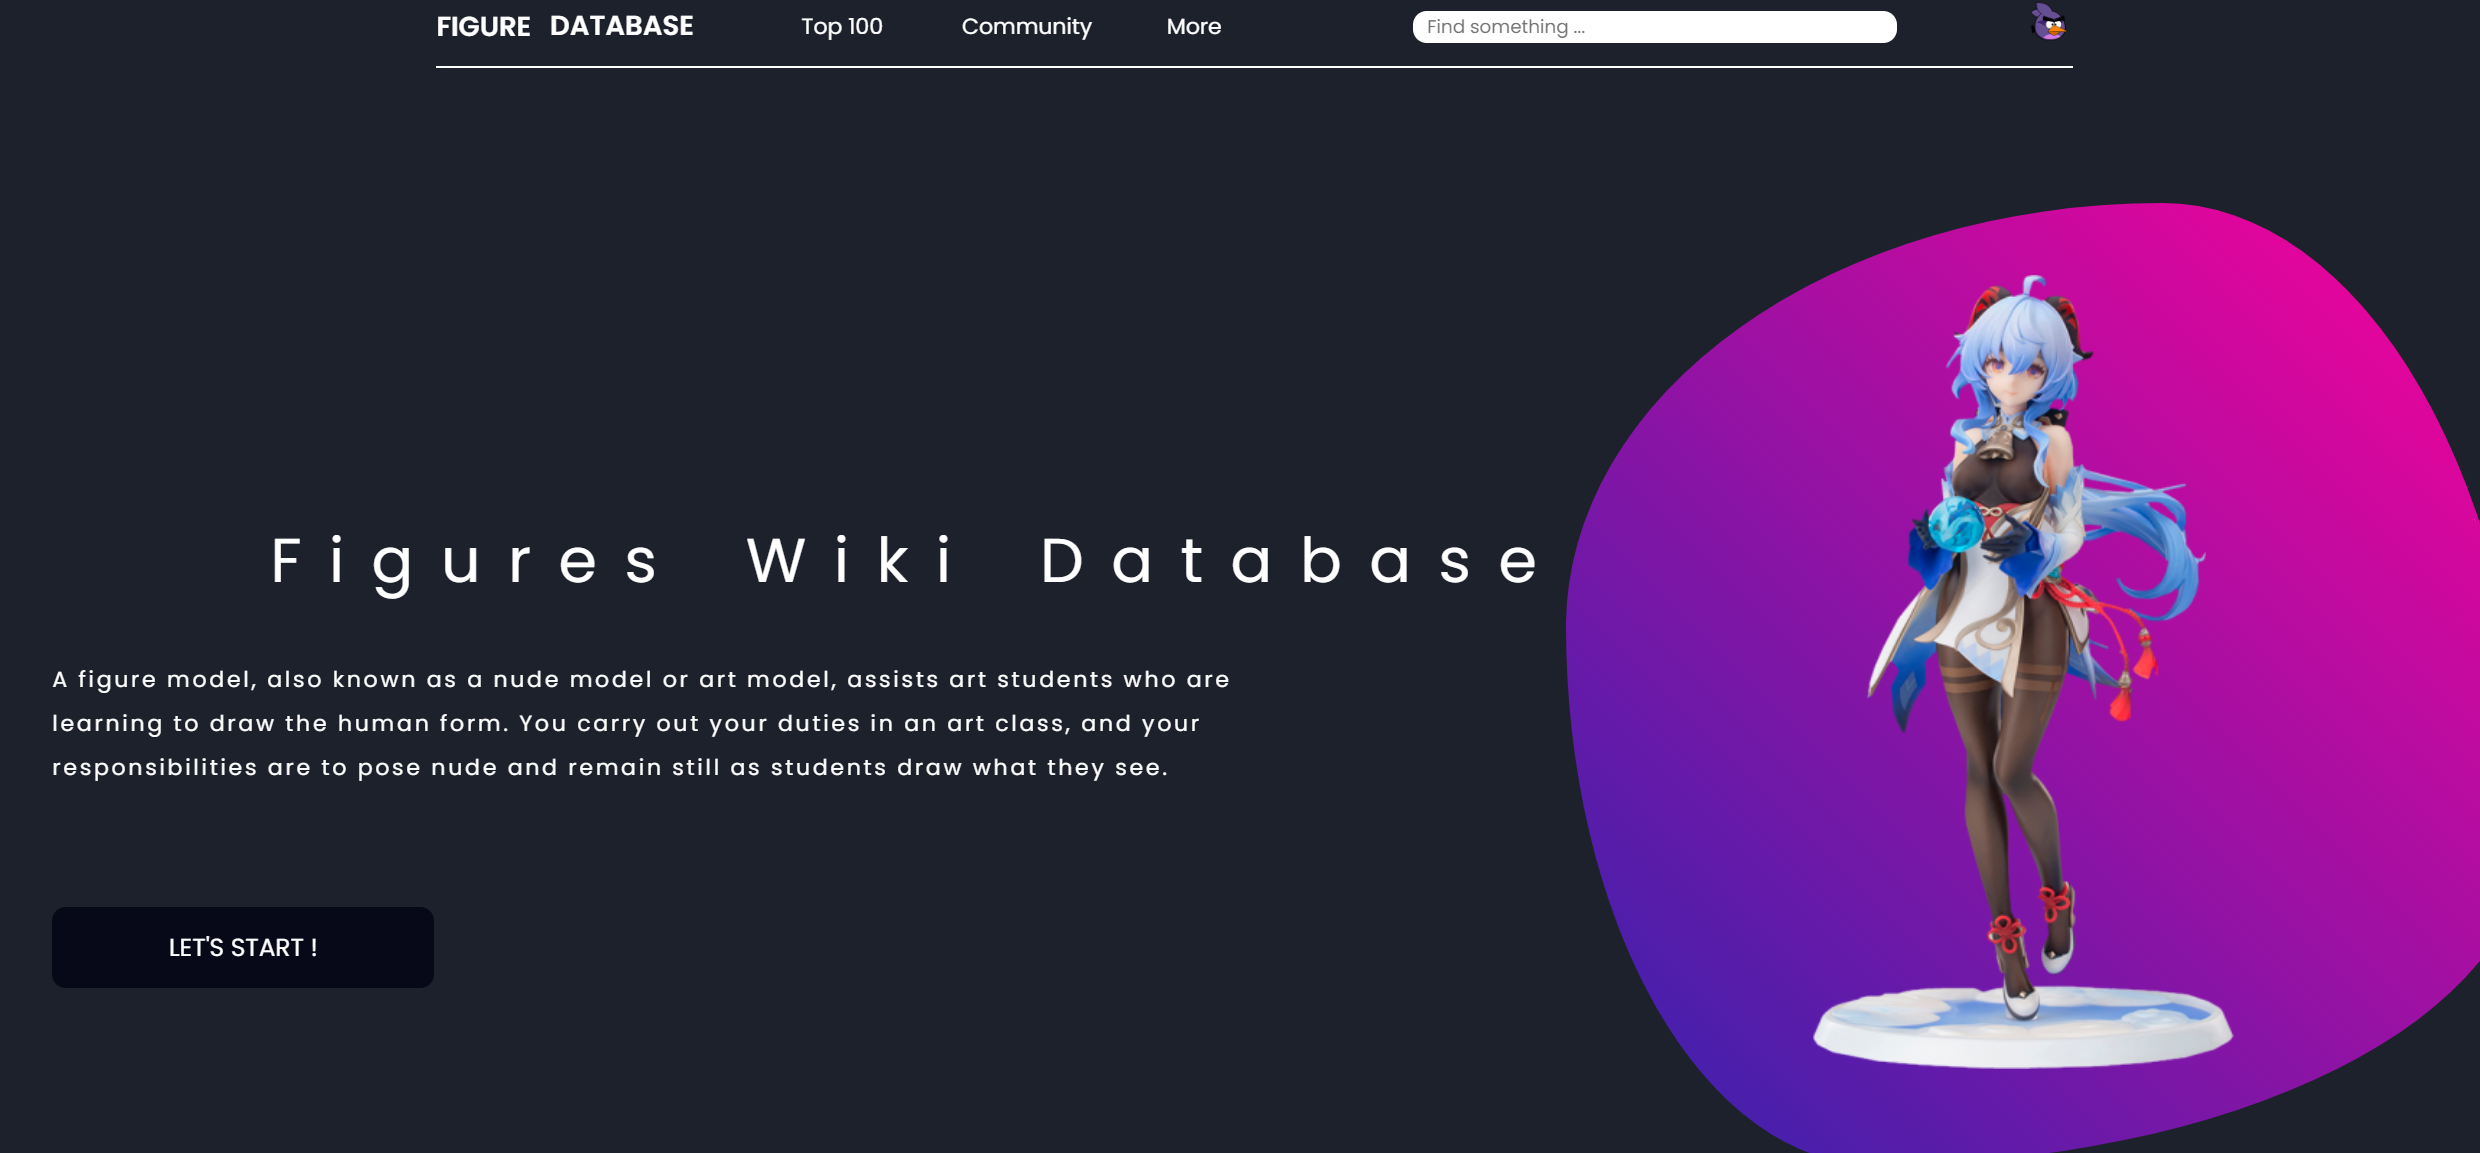 FIGURE DATABASE Top 100 Community More Find something ...
Figures Wiki Database
A figure model, also known as a nude model or art model, assists art students who are
learning to draw the human form. You carry out your duties in an art class, and your
responsibilities are to pose nude and remain still as students draw what they see.
LET'S START !